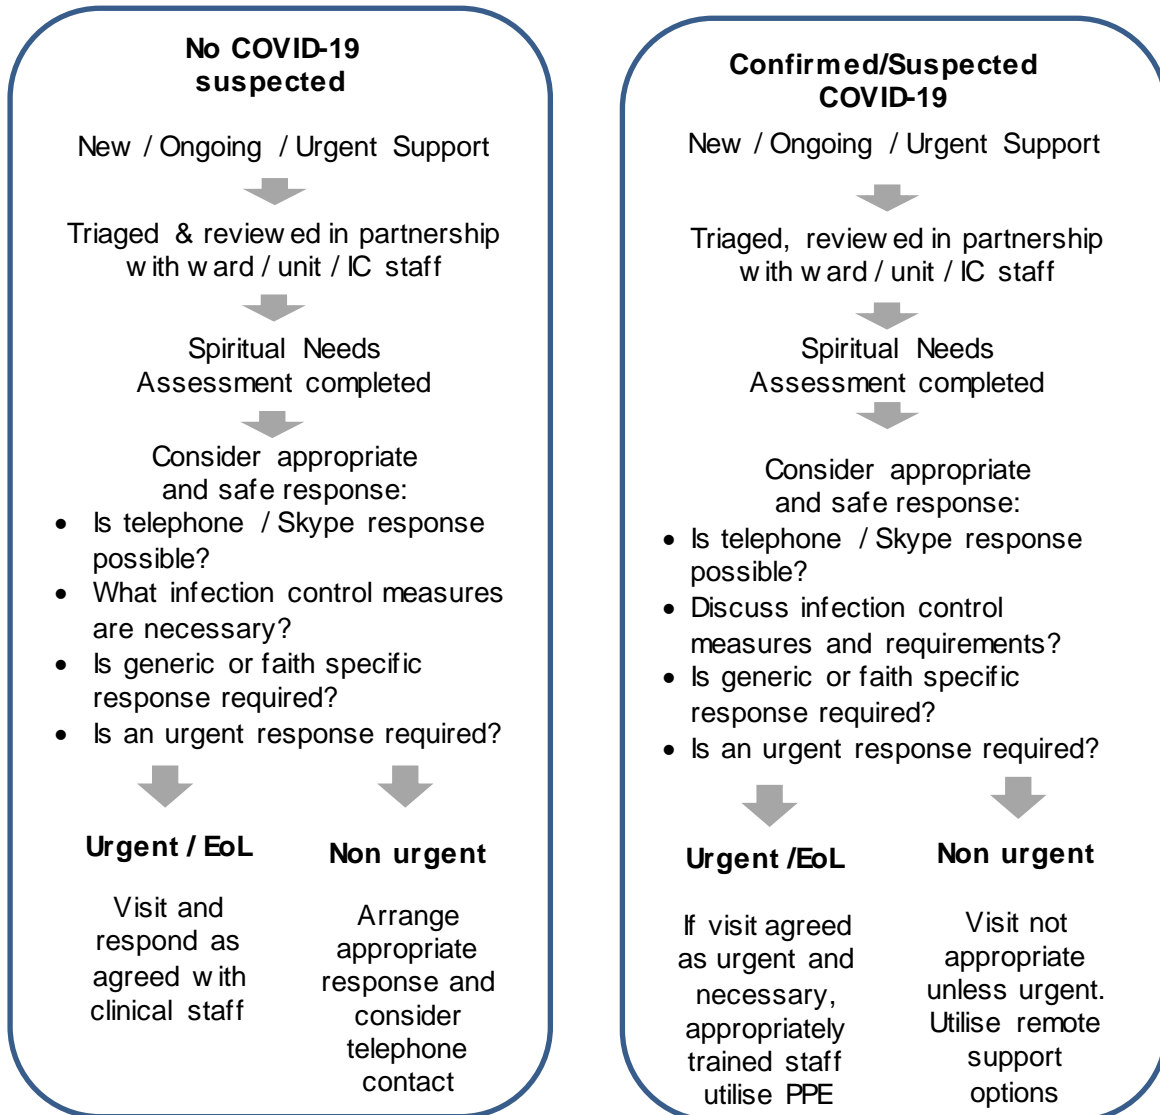 No COVID-19
suspected
New / Ongoing / Urgent Support
Triaged & reviewed in partnership
with ward / unit / IC staff
Spiritual Needs
Assessment completed
Consider appropriate
and safe response:
• Is telephone / Skype response
possible?
• What infection control measures
are necessary?
• Is generic or faith specific
response required?
• Is an urgent response required?
Urgent / EoL
Visit and
respond as
agreed with
clinical staff
Non urgent
Arrange
appropriate
response and
consider
telephone
contact
Confirmed/Suspected
COVID-19
New / Ongoing / Urgent Support
Triaged, reviewed in partnership
with ward / unit / IC staff
Spiritual Needs
Assessment completed
Consider appropriate
and safe response:
• Is telephone / Skype response
possible?
• Discuss infection control
measures and requirements?
• Is generic or faith specific
response required?
• Is an urgent response required?
Urgent /EoL
If visit agreed
as urgent and
necessary,
appropriately
trained staff
utilise PPE
Non urgent
Visit not
appropriate
unless urgent.
Utilise remote
support
options